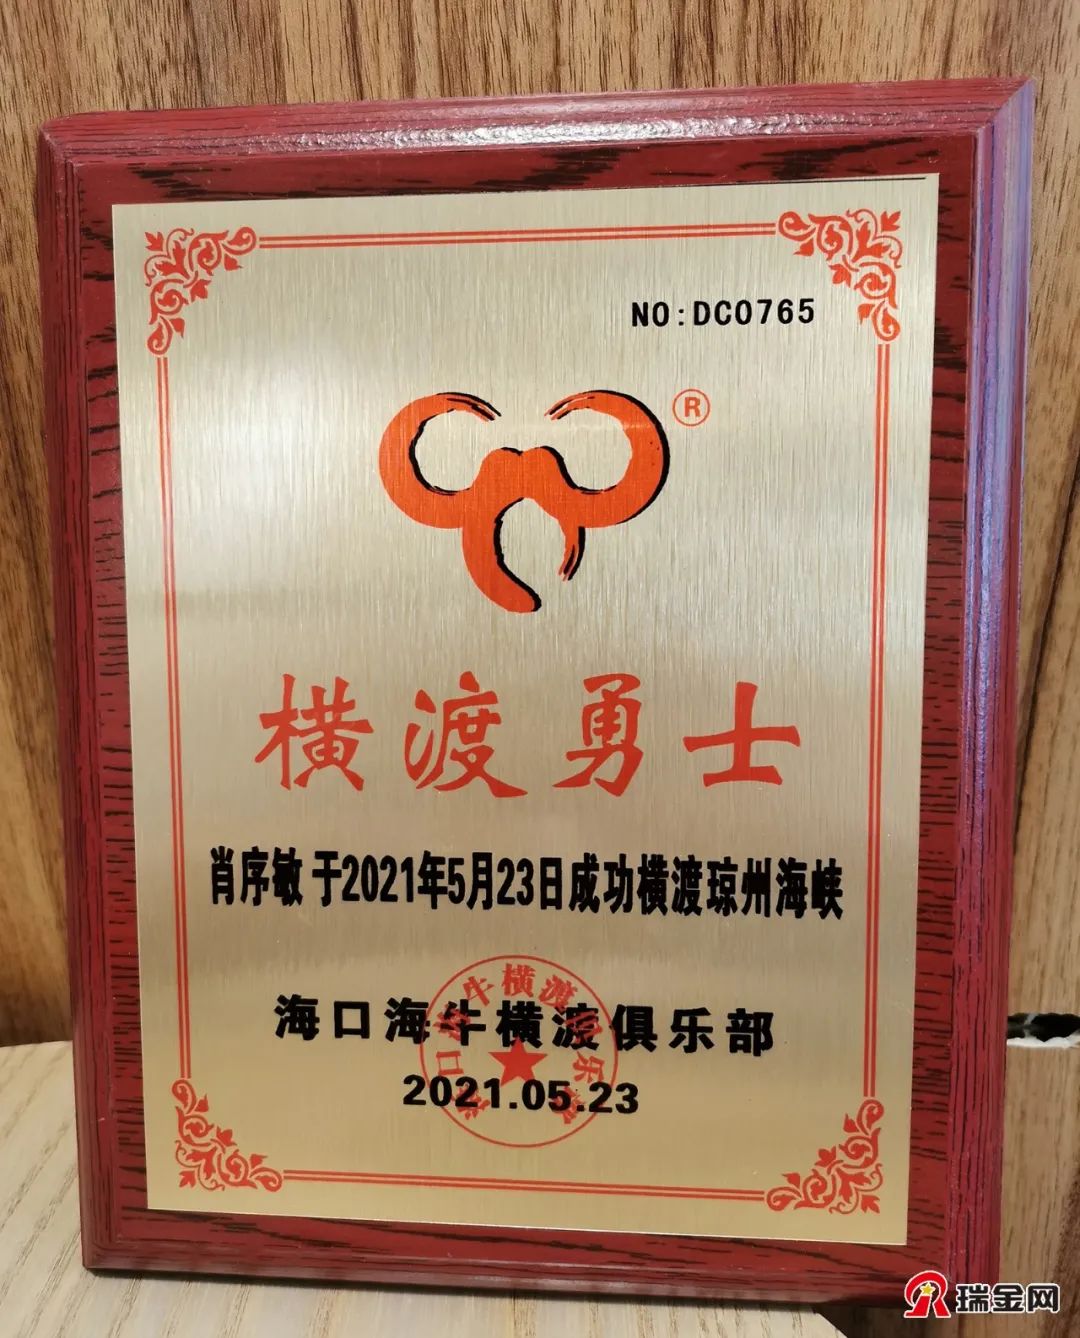 NO:DC0765
®
横渡勇士
肖序敏 于2021年5月23日成功横渡琼州海峡
海口海牛横渡俱乐部
2021.05.23
瑞金网